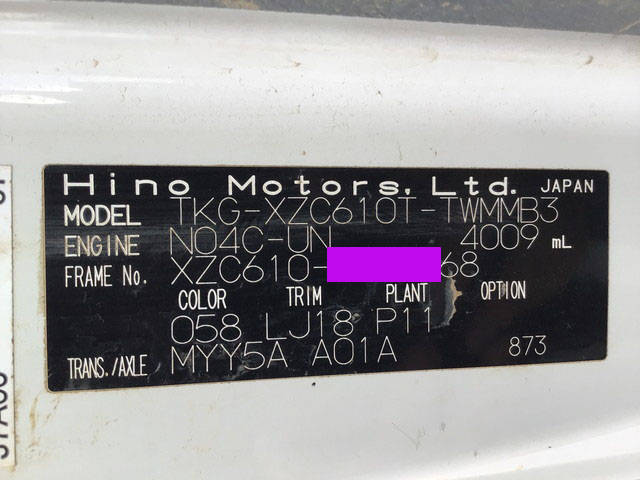 Hino Motors, Ltd. JAPAN
MODEL TKG-XZC610T-TWMMB3
ENGINE N04C-UN 4009 mL
FRAME No. XZC610- 68
COLOR TRIM PLANT OPTION
058 LJ18 P11
TRANS./AXLE MYY5A A01A 873